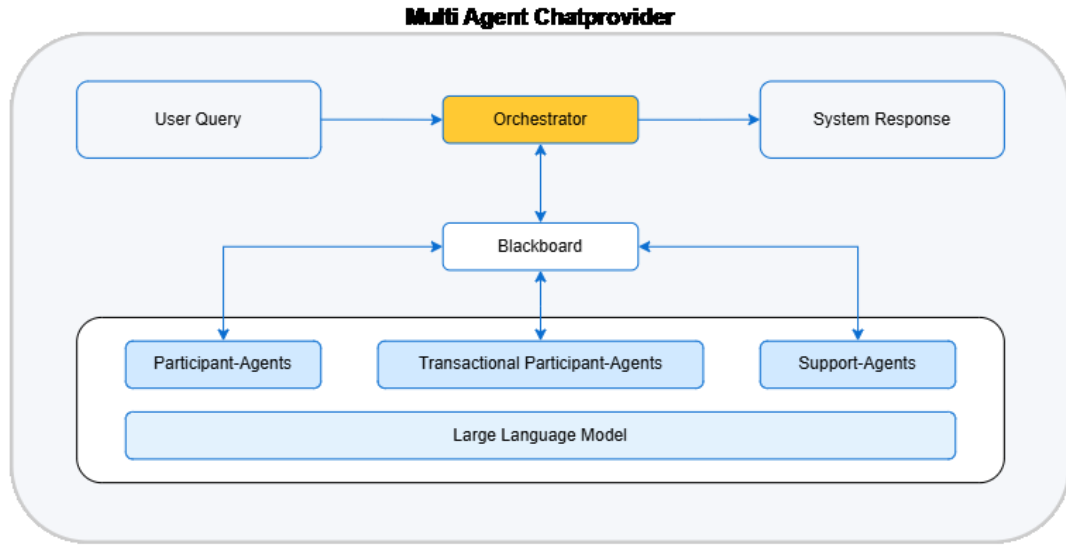 Multi Agent Chatprovider
User Query
Orchestrator
System Response
Blackboard
Participant-Agents
Transactional Participant-Agents
Support-Agents
Large Language Model